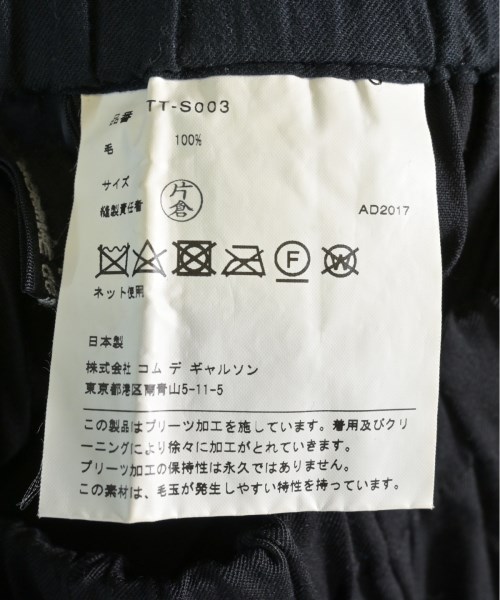 品番 TT-S003
毛 100%
サイズ
縫製責任者 片倉 AD2017
F W
ネット使用
日本製
株式会社 コム デ ギャルソン
東京都港区南青山5-11-5
この製品はプリーツ加工を施しています。着用及びクリ
ーニングにより徐々に加工がとれていきます。
プリーツ加工の保持性は永久ではありません。
この素材は、毛玉が発生しやすい特性を持っています。